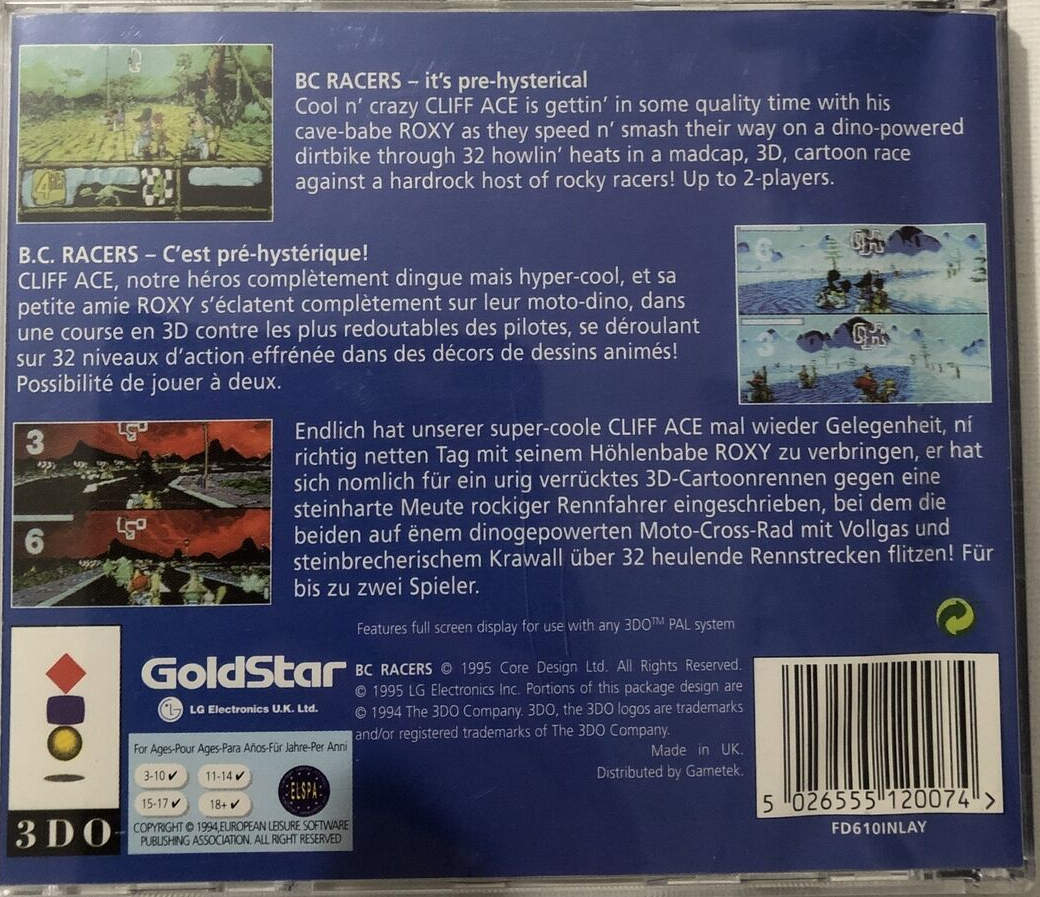 BC RACERS – it's pre-hysterical
Cool n' crazy CLIFF ACE is gettin' in some quality time with his
cave-babe ROXY as they speed n' smash their way on a dino-powered
dirtbike through 32 howlin' heats in a madcap, 3D, cartoon race
against a hardrock host of rocky racers! Up to 2-players.
B.C. RACERS – C'est pré-hystérique!
CLIFF ACE, notre héros complètement dingue mais hyper-cool, et sa
petite amie ROXY s'éclatent complètement sur leur moto-dino, dans
une course en 3D contre les plus redoutables des pilotes, se déroulant
sur 32 niveaux d'action effrénée dans des décors de dessins animés!
Possibilité de jouer à deux.
6
3
3
6
Endlich hat unserer super-coole CLIFF ACE mal wieder Gelegenheit, ní
richtig netten Tag mit seinem Höhlenbabe ROXY zu verbringen, er hat
sich nomlich für ein urig verrücktes 3D-Cartoonrennen gegen eine
steinharte Meute rockiger Rennfahrer eingeschrieben, bei dem die
beiden auf ënem dinogepowerten Moto-Cross-Rad mit Vollgas und
steinbrecherischem Krawall über 32 heulende Rennstrecken flitzen! Für
bis zu zwei Spieler.
Features full screen display for use with any 3DO™ PAL system
3DO
GoldStar
LG Electronics U.K. Ltd.
For Ages-Pour Ages-Para Años-Für Jahre-Per Anni
3-10 ✔ 11-14 ✔
15-17 ✔ 18+ ✔
ELSPA
COPYRIGHT © 1994,EUROPEAN LEISURE SOFTWARE
PUBLISHING ASSOCIATION. ALL RIGHT RESERVED
BC RACERS © 1995 Core Design Ltd. All Rights Reserved.
© 1995 LG Electronics Inc. Portions of this package design are
© 1994 The 3DO Company. 3DO, the 3DO logos are trademarks
and/or registered trademarks of The 3DO Company.
Made in UK.
Distributed by Gametek.
5 026555 120074 >
FD610INLAY